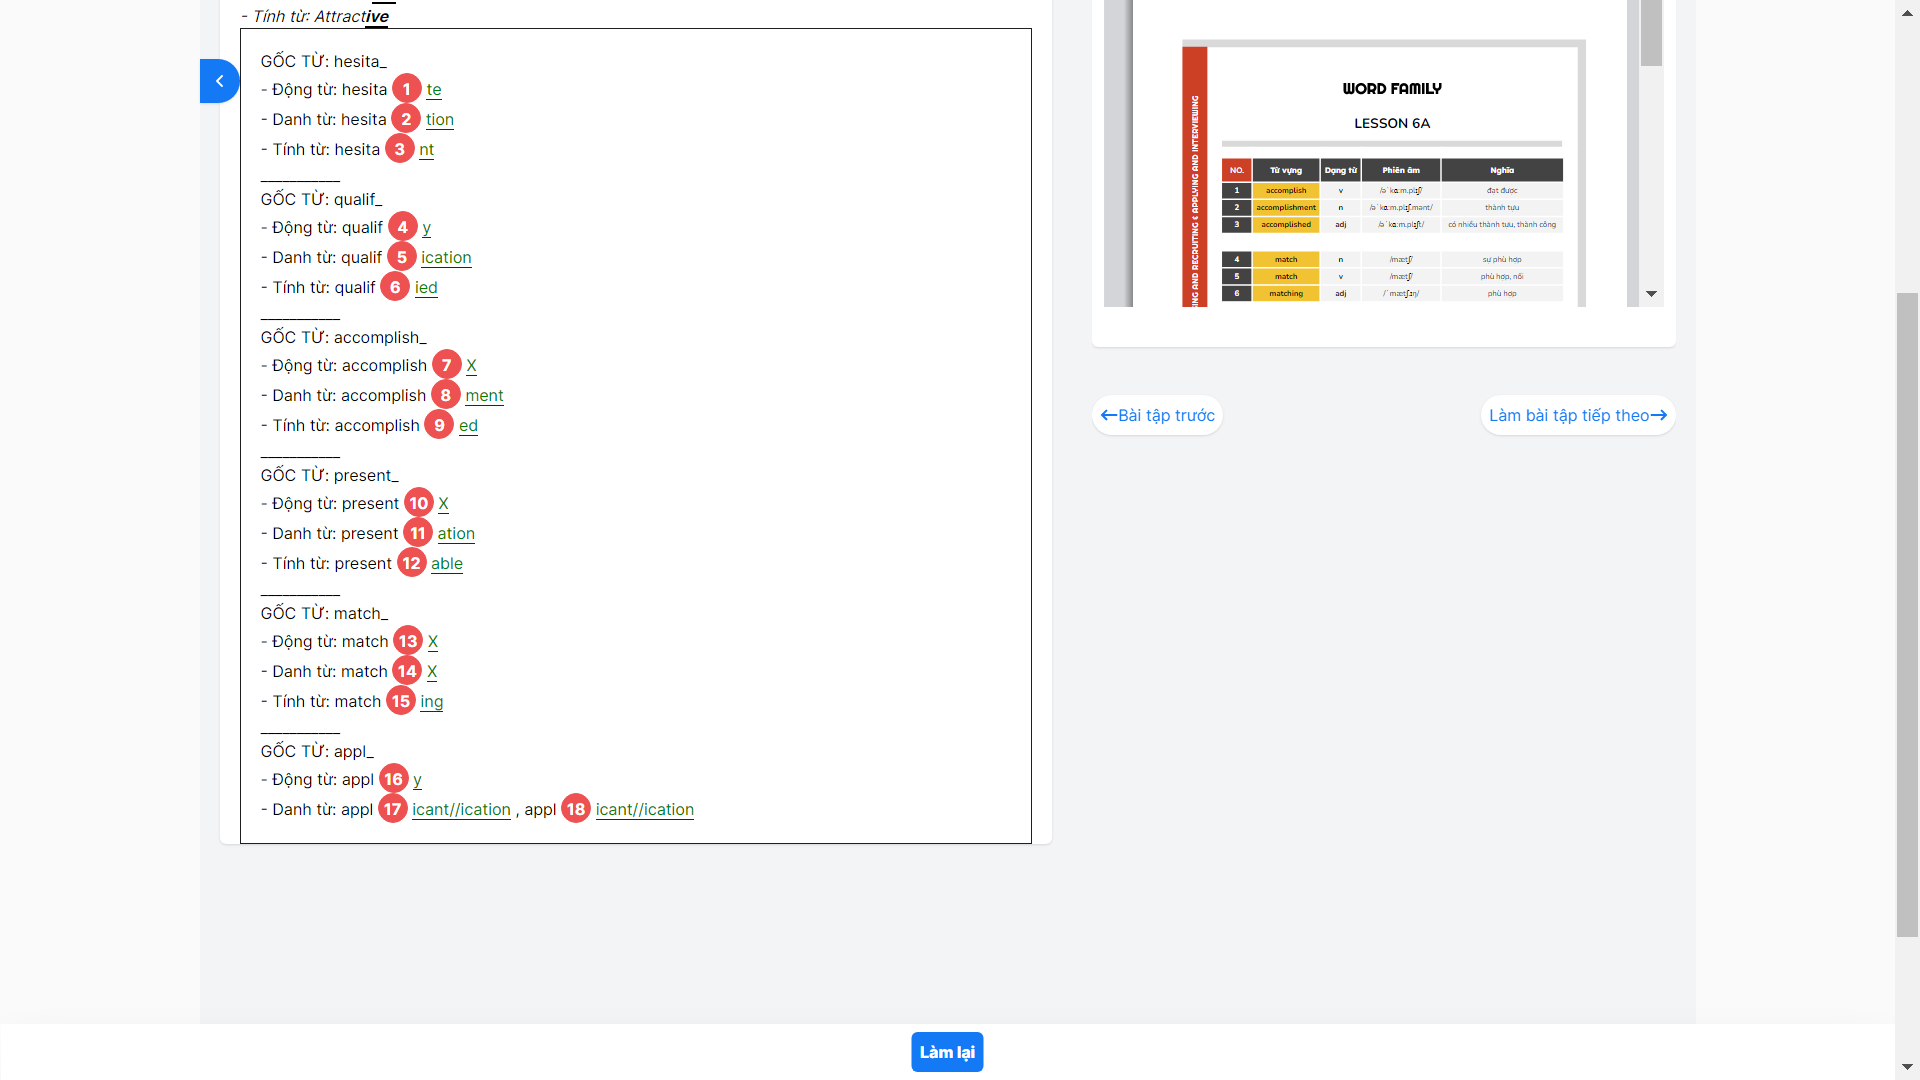 - Tính từ: Attractive
GỐC TỪ: hesita_
- Động từ: hesita 1 te
- Danh từ: hesita 2 tion
- Tính từ: hesita 3 nt
___________
GỐC TỪ: qualif_
- Động từ: qualif 4 y
- Danh từ: qualif 5 ication
- Tính từ: qualif 6 ied
___________
GỐC TỪ: accomplish_
- Động từ: accomplish 7 X
- Danh từ: accomplish 8 ment
- Tính từ: accomplish 9 ed
___________
GỐC TỪ: present_
- Động từ: present 10 X
- Danh từ: present 11 ation
- Tính từ: present 12 able
___________
GỐC TỪ: match_
- Động từ: match 13 X
- Danh từ: match 14 X
- Tính từ: match 15 ing
___________
GỐC TỪ: appl_
- Động từ: appl 16 y
- Danh từ: appl 17 icant//ication , appl 18 icant//ication
AND RECRUITING & APPLYING AND INTERVIEWING
WORD FAMILY
LESSON 6A
NO. Từ vựng Dạng từ Phiên âm Nghĩa
1 accomplish v /əˈkɑːm.plɪʃ/ đạt được
2 accomplishment n /əˈkɑːm.plɪʃ.mənt/ thành tựu
3 accomplished adj /əˈkɑːm.plɪʃt/ có nhiều thành tựu, thành công
4 match n /mætʃ/ sự phù hợp
5 match v /mætʃ/ phù hợp, nối
6 matching adj /ˈmætʃɪŋ/ phù hợp
←Bài tập trước
Làm bài tập tiếp theo→
Làm lại